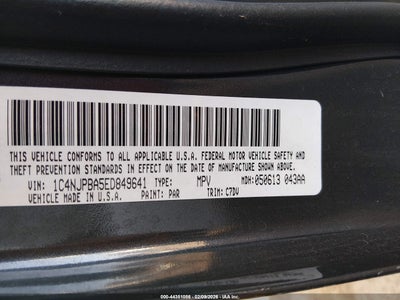 THIS VEHICLE CONFORMS TO ALL APPLICABLE U.S.A. FEDERAL MOTOR VEHICLE SAFETY AND
THEFT PREVENTION STANDARDS IN EFFECT ON THE DATE OF MANUFACTURE SHOWN ABOVE.
VIN: 1C4NJPBA5ED849641 TYPE: MPV MDH: 050613 043AA
VEHICLE MADE IN U.S.A. PAINT: PAR TRIM: C7DV
000-44351086 - 02/09/2026 - IAA